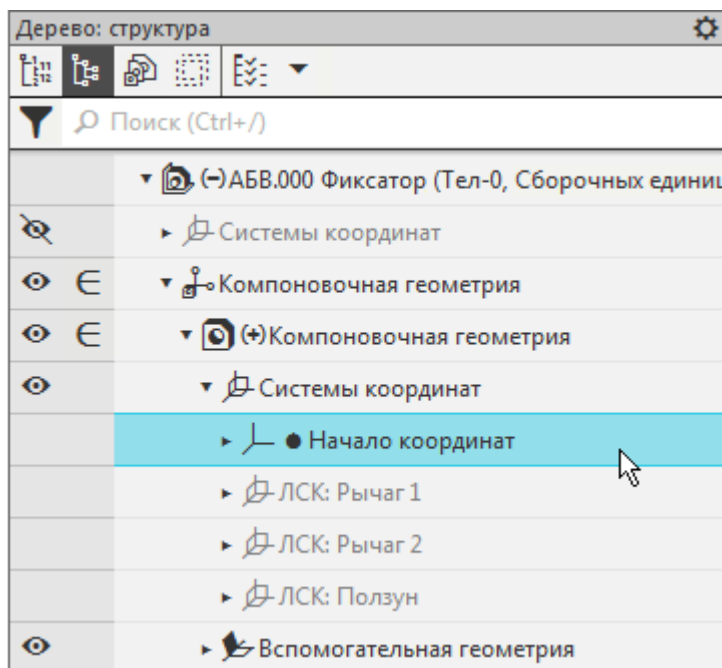 Дерево: структура
Поиск (Ctrl+/)
(-)АБВ.000 Фиксатор (Тел-0, Сборочных единиц
Системы координат
Компоновочная геометрия
(+)Компоновочная геометрия
Системы координат
Начало координат
ЛСК: Рычаг 1
ЛСК: Рычаг 2
ЛСК: Ползун
Вспомогательная геометрия